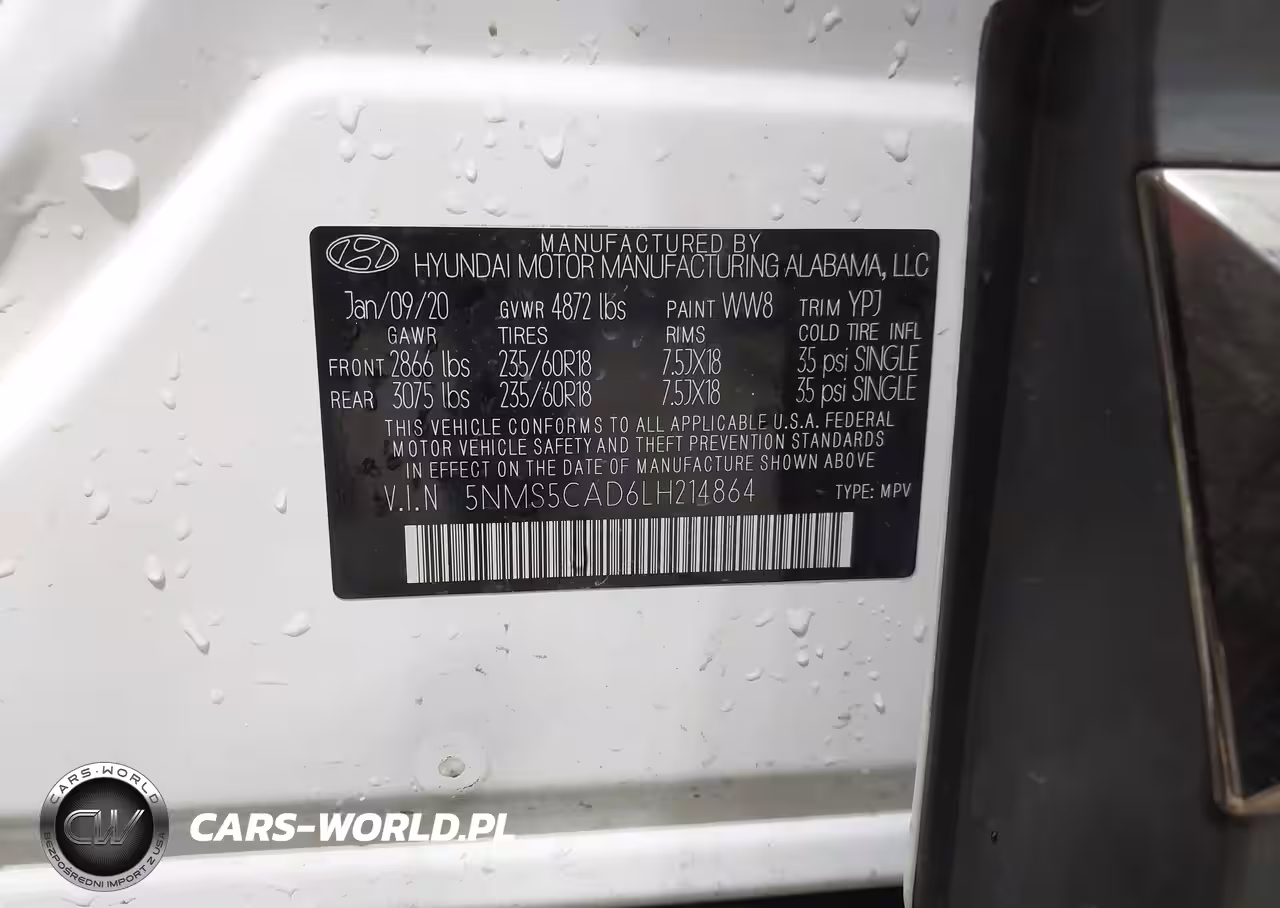 MANUFACTURED BY
HYUNDAI MOTOR MANUFACTURING ALABAMA, LLC
Jan/09/20 GVWR 4872 lbs PAINT WW8 TRIM YPJ
GAWR TIRES RIMS COLD TIRE INFL
FRONT 2866 lbs 235/60R18 7.5JX18 35 psi SINGLE
REAR 3075 lbs 235/60R18 7.5JX18 35 psi SINGLE
THIS VEHICLE CONFORMS TO ALL APPLICABLE U.S.A. FEDERAL
MOTOR VEHICLE SAFETY AND THEFT PREVENTION STANDARDS
IN EFFECT ON THE DATE OF MANUFACTURE SHOWN ABOVE
V.I.N 5NMS5CAD6LH214864 TYPE: MPV
CARS-WORLD
CW
BEZPOŚREDNI IMPORT Z USA
CARS-WORLD.PL